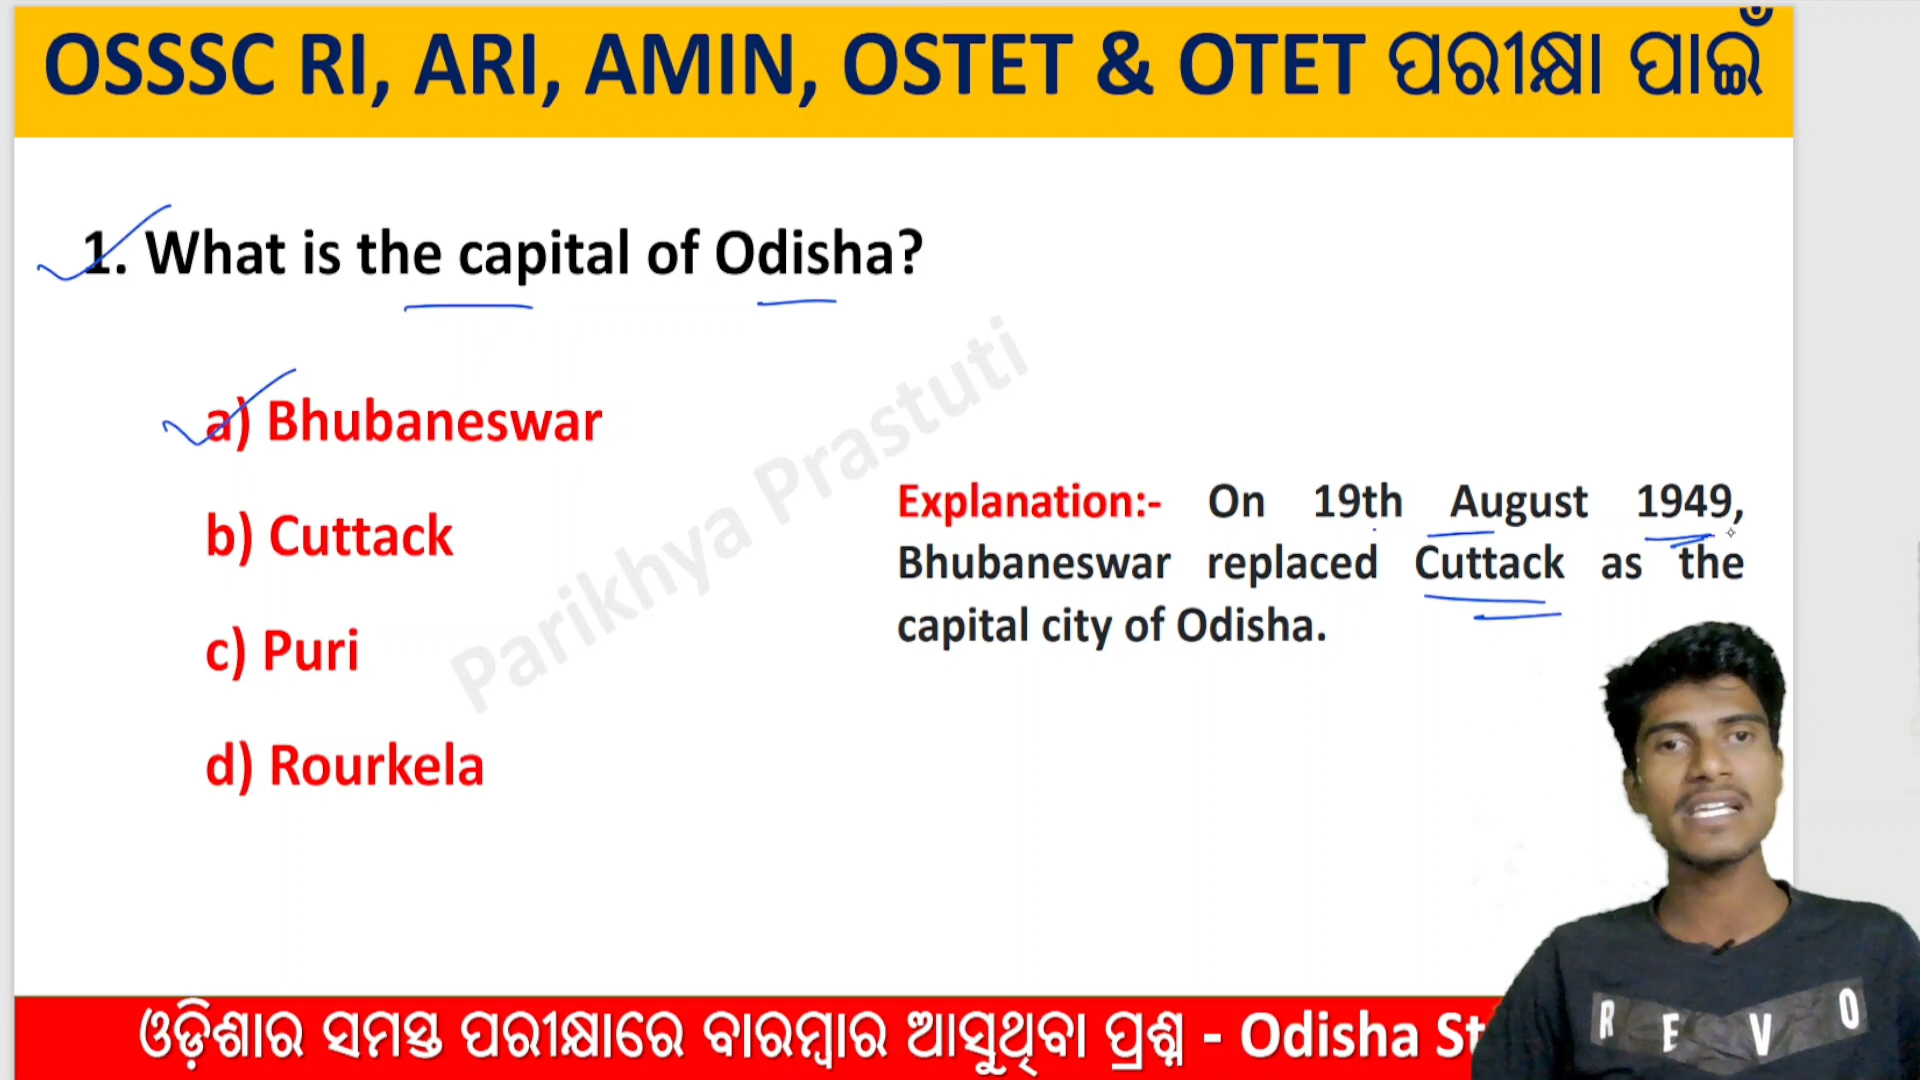 OSSSC RI, ARI, AMIN, OSTET & OTET ପରୀକ୍ଷା ପାଇଁ
1. What is the capital of Odisha?
a) Bhubaneswar
b) Cuttack
c) Puri
d) Rourkela
Parikhya Prastuti
Explanation:- On 19th August 1949,
Bhubaneswar replaced Cuttack as the
capital city of Odisha.
R E V O
ଓଡ଼ିଶାର ସମସ୍ତ ପରୀକ୍ଷାରେ ବାରମ୍ବାର ଆସୁଥିବା ପ୍ରଶ୍ନ - Odisha